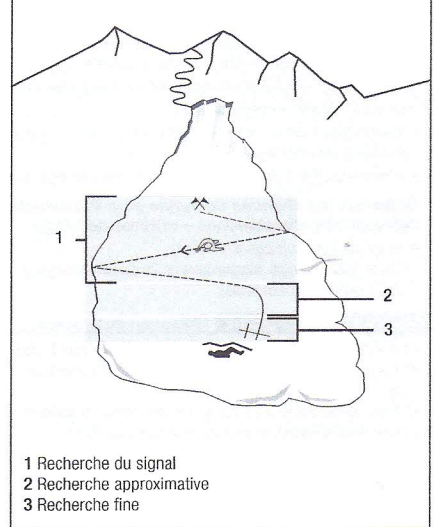 1
2
3
1 Recherche du signal
2 Recherche approximative
3 Recherche fine